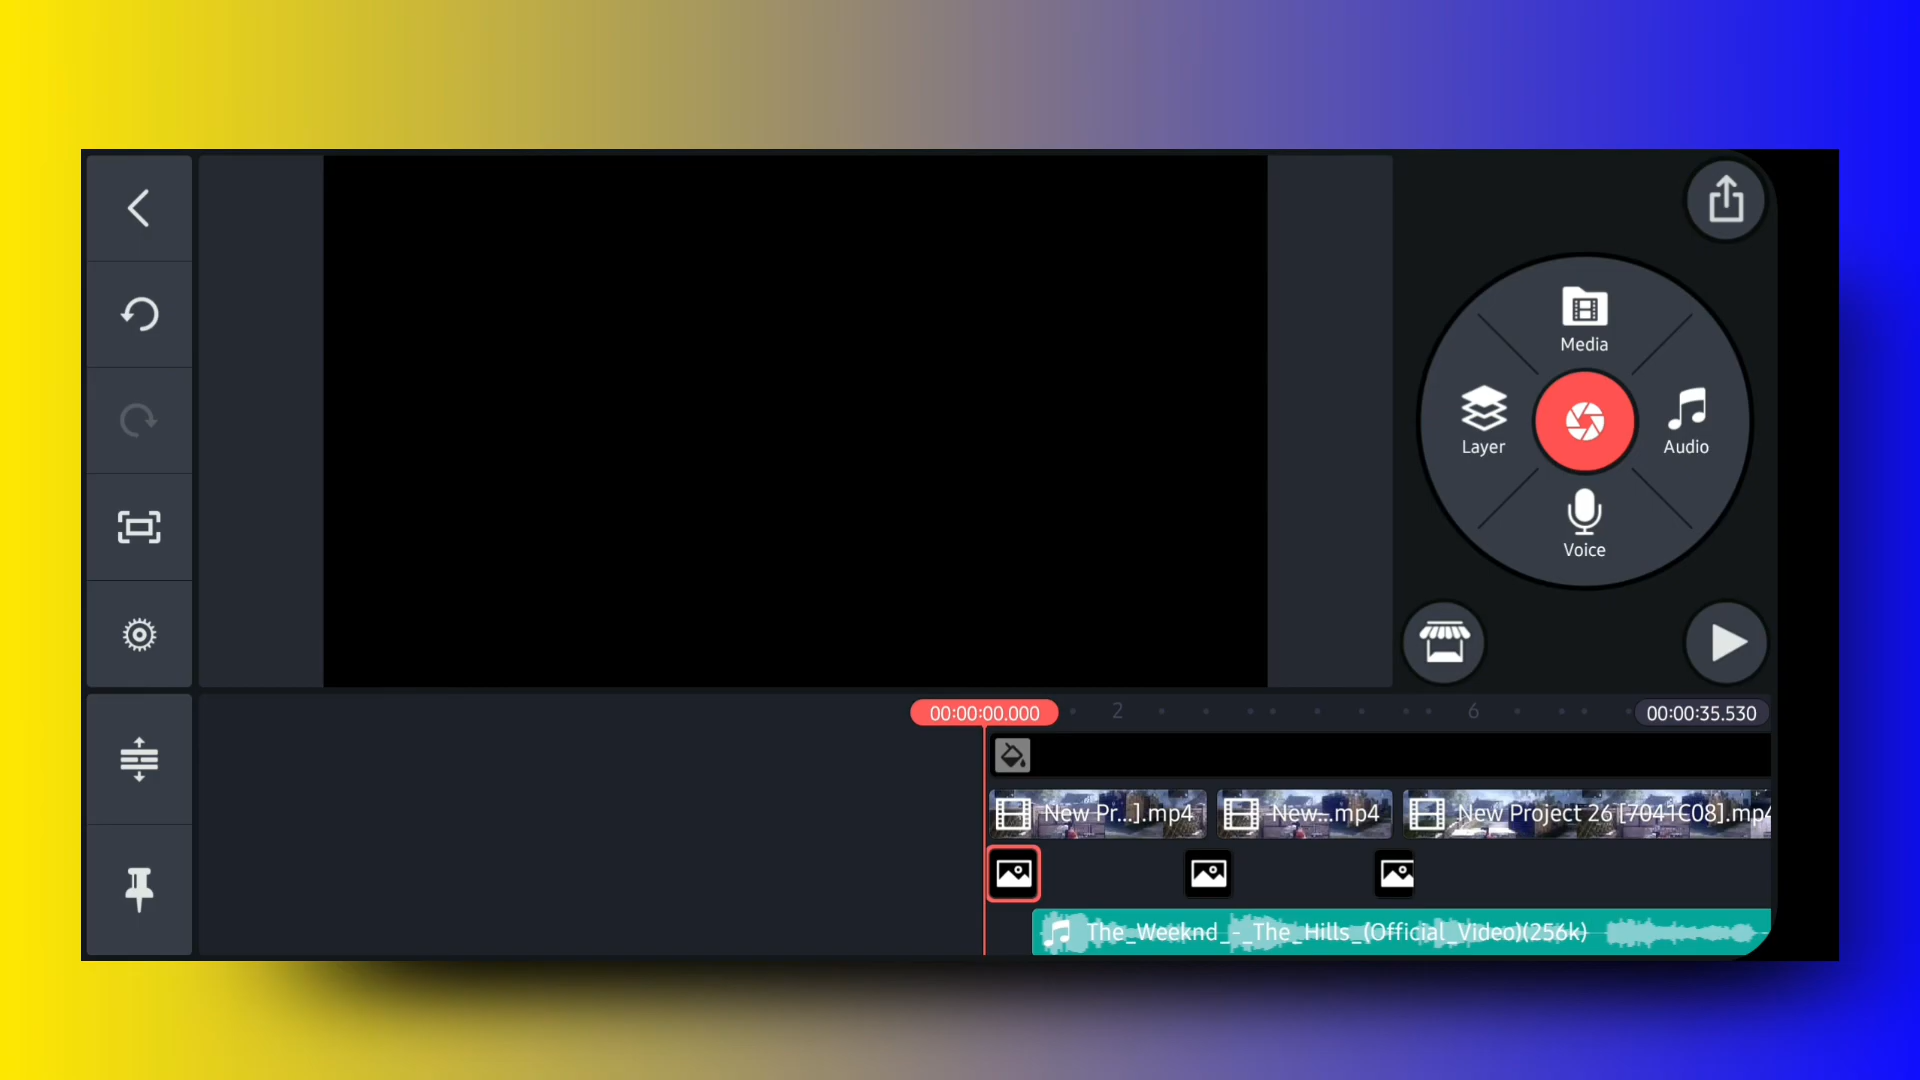 Media
Layer
Audio
Voice
00:00:00.000
2
6
00:00:35.530
New Pr...].mp4
New...mp4
New Project 26 [7041C08].mp4
The_Weeknd_-_The_Hills_(Official_Video)(256k)